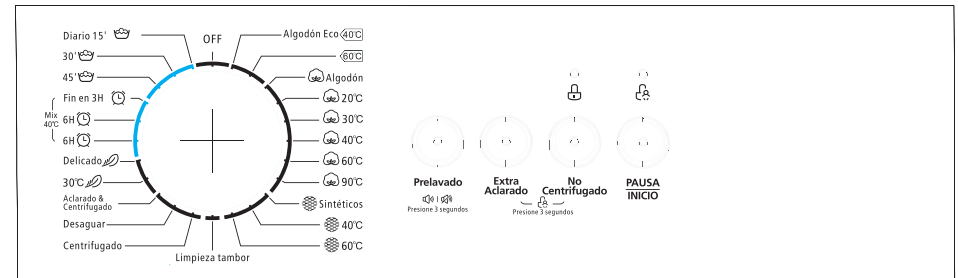 OFF
Diario 15'
30'
45'
Fin en 3H
Mix
40℃
6H
6H
Delicado
30℃
Aclarado &
Centrifugado
Desaguar
Centrifugado
Limpieza tambor
Algodón Eco 40℃
60℃
Algodón
20℃
30℃
40℃
60℃
90℃
Sintéticos
40℃
60℃
Prelavado
Presione 3 segundos
Extra
Aclarado
No
Centrifugado
Presione 3 segundos
PAUSA
INICIO